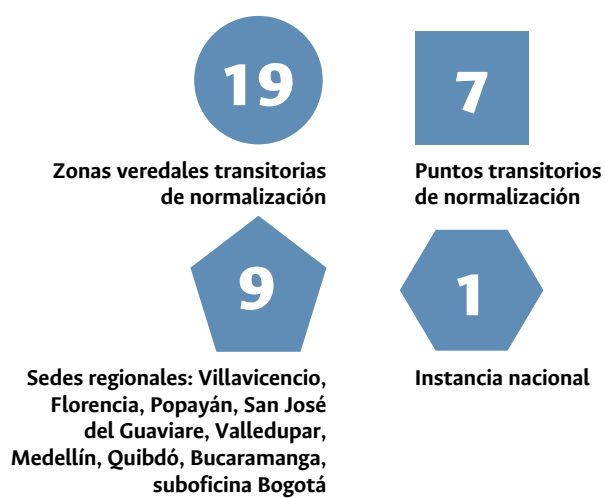 19
Zonas veredales transitorias
de normalización
7
Puntos transitorios
de normalización
9
Sedes regionales: Villavicencio,
Florencia, Popayán, San José
del Guaviare, Valledupar,
Medellín, Quibdó, Bucaramanga,
suboficina Bogotá
1
Instancia nacional